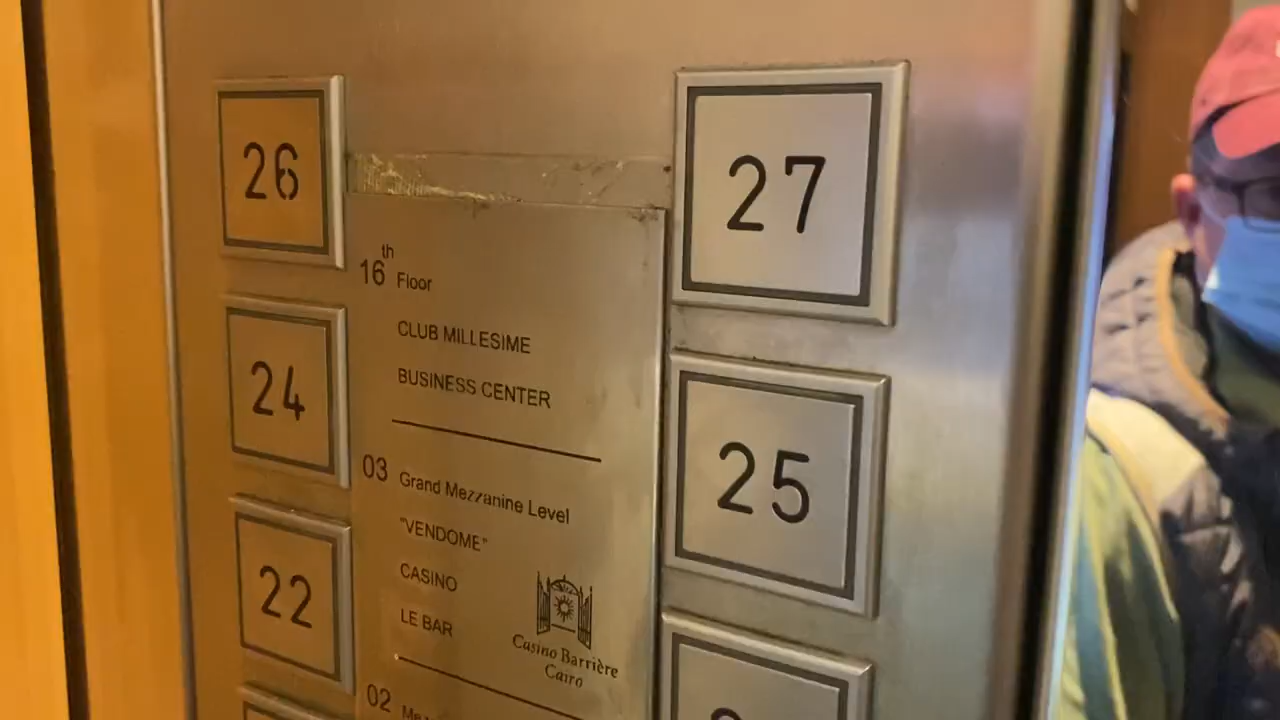 26
27
16th Floor
CLUB MILLESIME
BUSINESS CENTER
24
25
03 Grand Mezzanine Level
"VENDOME"
CASINO
LE BAR
Casino Barrière
Cairo
22
02